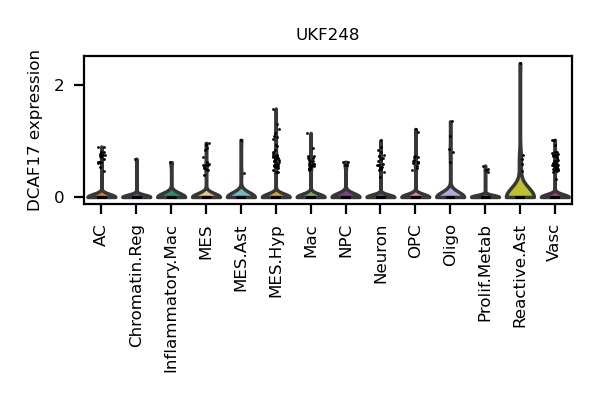 UKF248
DCAF17 expression
2
0
AC
Chromatin.Reg
Inflammatory.Mac
MES
MES.Ast
MES.Hyp
Mac
NPC
Neuron
OPC
Oligo
Prolif.Metab
Reactive.Ast
Vasc